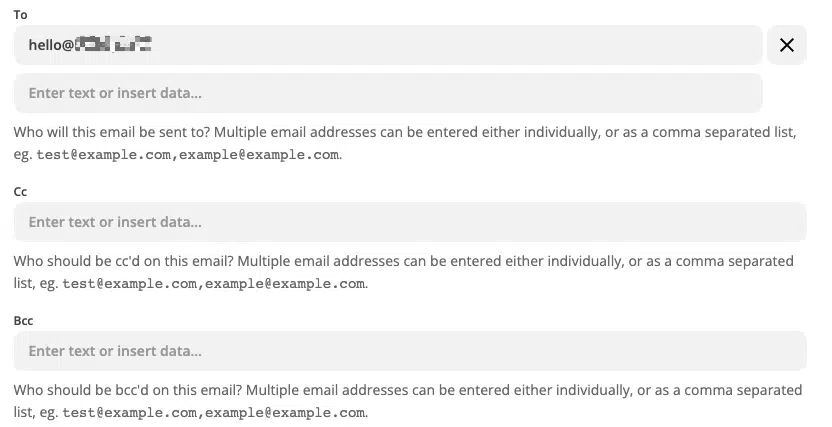 To
hello@
Enter text or insert data...
Who will this email be sent to? Multiple email addresses can be entered either individually, or as a comma separated list,
eg. test@example.com,example@example.com.
Cc
Enter text or insert data...
Who should be cc'd on this email? Multiple email addresses can be entered either individually, or as a comma separated
list, eg. test@example.com,example@example.com.
Bcc
Enter text or insert data...
Who should be bcc'd on this email? Multiple email addresses can be entered either individually, or as a comma separated
list, eg. test@example.com,example@example.com.